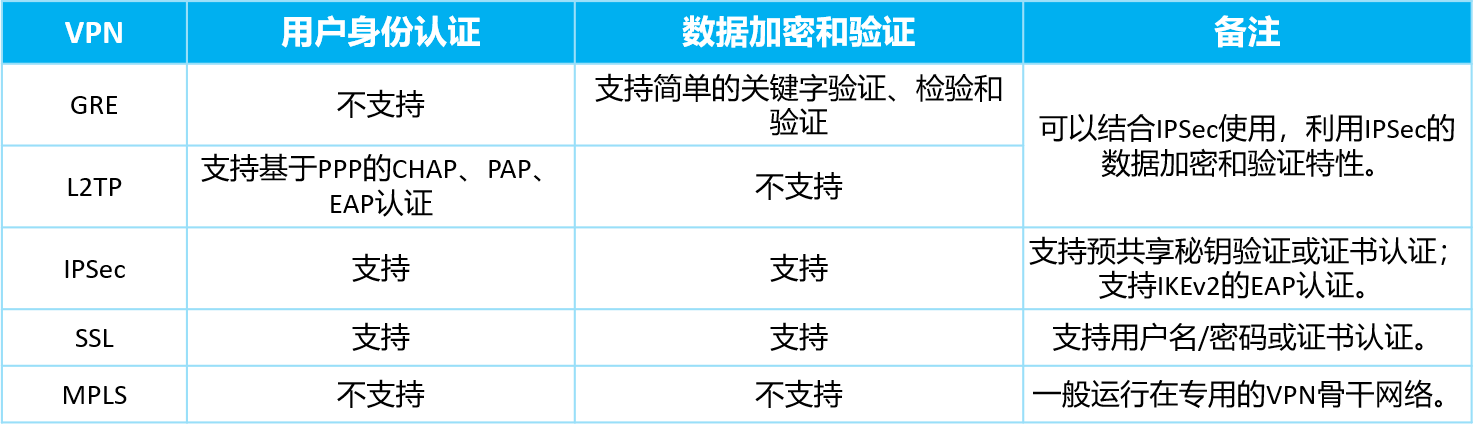 VPN
用户身份认证
数据加密和验证
备注
GRE
不支持
支持简单的关键字验证、检验和
验证
可以结合IPSec使用，利用IPSec的
数据加密和验证特性。
L2TP
支持基于PPP的CHAP、PAP、
EAP认证
不支持
IPSec
支持
支持
支持预共享秘钥验证或证书认证；
支持IKEv2的EAP认证。
SSL
支持
支持
支持用户名/密码或证书认证。
MPLS
不支持
不支持
一般运行在专用的VPN骨干网络。